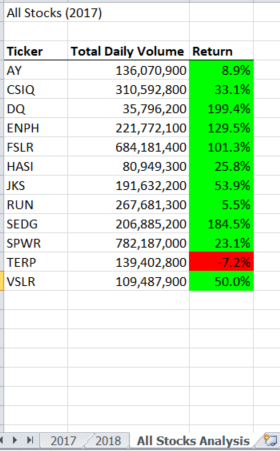 All Stocks (2017)
Ticker Total Daily Volume Return
AY 136,070,900 8.9%
CSIQ 310,592,800 33.1%
DQ 35,796,200 199.4%
ENPH 221,772,100 129.5%
FSLR 684,181,400 101.3%
HASI 80,949,300 25.8%
JKS 191,632,200 53.9%
RUN 267,681,300 5.5%
SEDG 206,885,200 184.5%
SPWR 782,187,000 23.1%
TERP 139,402,800 -7.2%
VSLR 109,487,900 50.0%
2017 2018 All Stocks Analysis